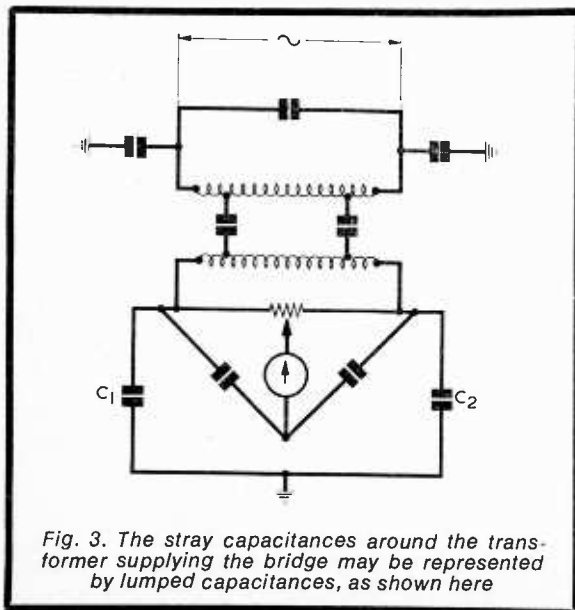 ~
C1
C2
Fig. 3. The stray capacitances around the trans-
former supplying the bridge may be represented
by lumped capacitances, as shown here